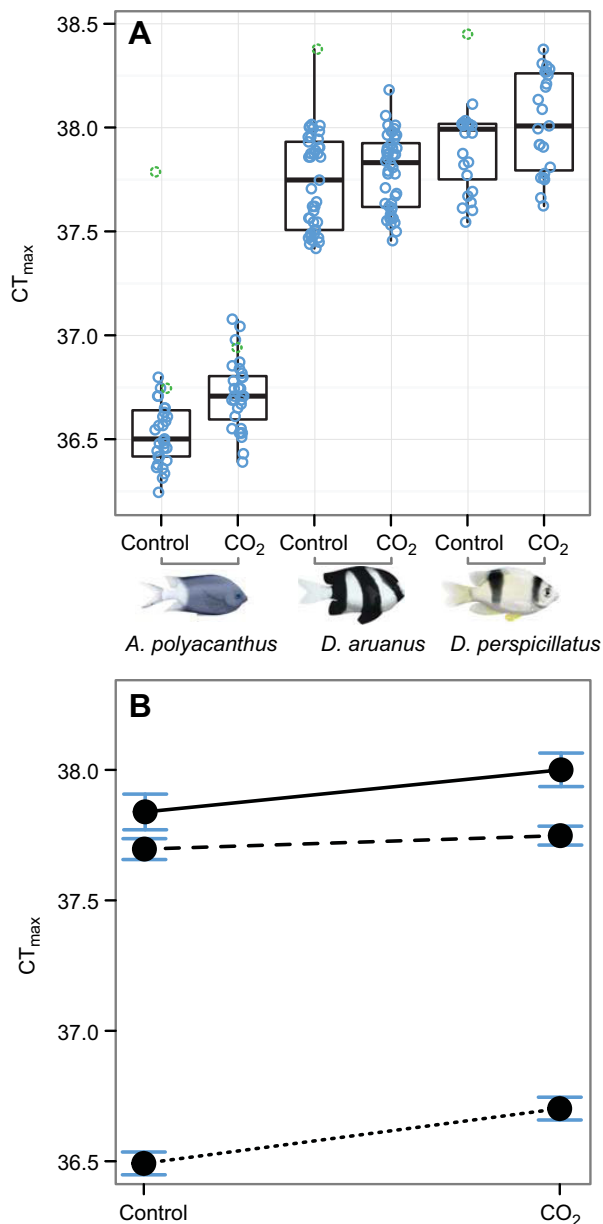 A
38.5
38.0
37.5
37.0
36.5
CTmax
Control CO2 Control CO2 Control CO2
A. polyacanthus D. aruanus D. perspicillatus
B
38.0
37.5
37.0
36.5
CTmax
Control CO2